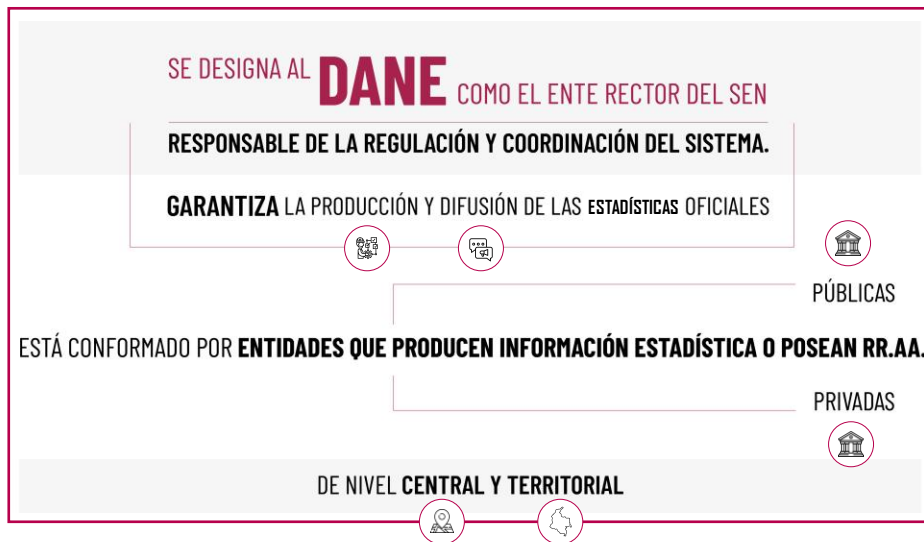 SE DESIGNA AL DANE COMO EL ENTE RECTOR DEL SEN
RESPONSABLE DE LA REGULACIÓN Y COORDINACIÓN DEL SISTEMA.
GARANTIZA LA PRODUCCIÓN Y DIFUSIÓN DE LAS ESTADÍSTICAS OFICIALES
PÚBLICAS
ESTÁ CONFORMADO POR ENTIDADES QUE PRODUCEN INFORMACIÓN ESTADÍSTICA O POSEAN RR.AA.
PRIVADAS
DE NIVEL CENTRAL Y TERRITORIAL